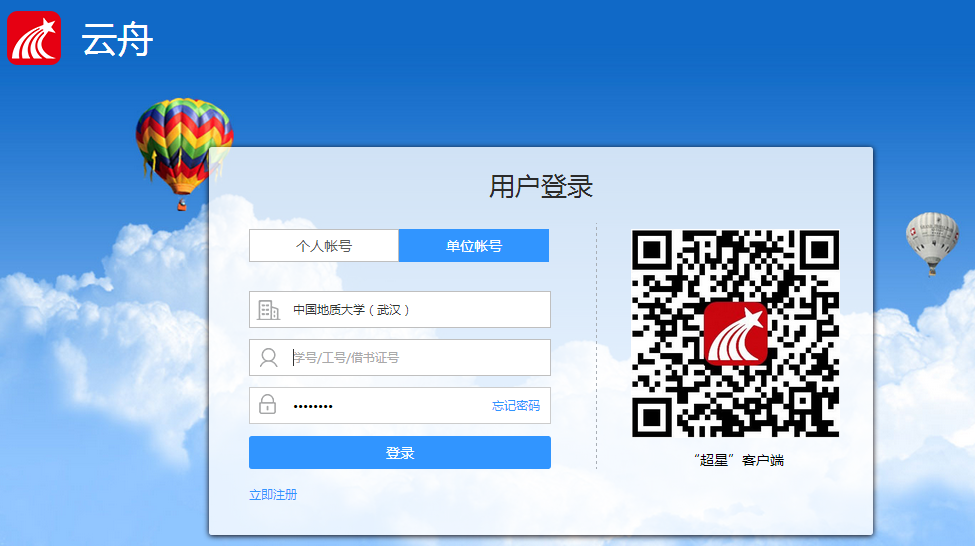 云舟
用户登录
个人帐号
单位帐号
中国地质大学（武汉）
学号/工号/借书证号
••••••••
忘记密码
登录
立即注册
“超星”客户端